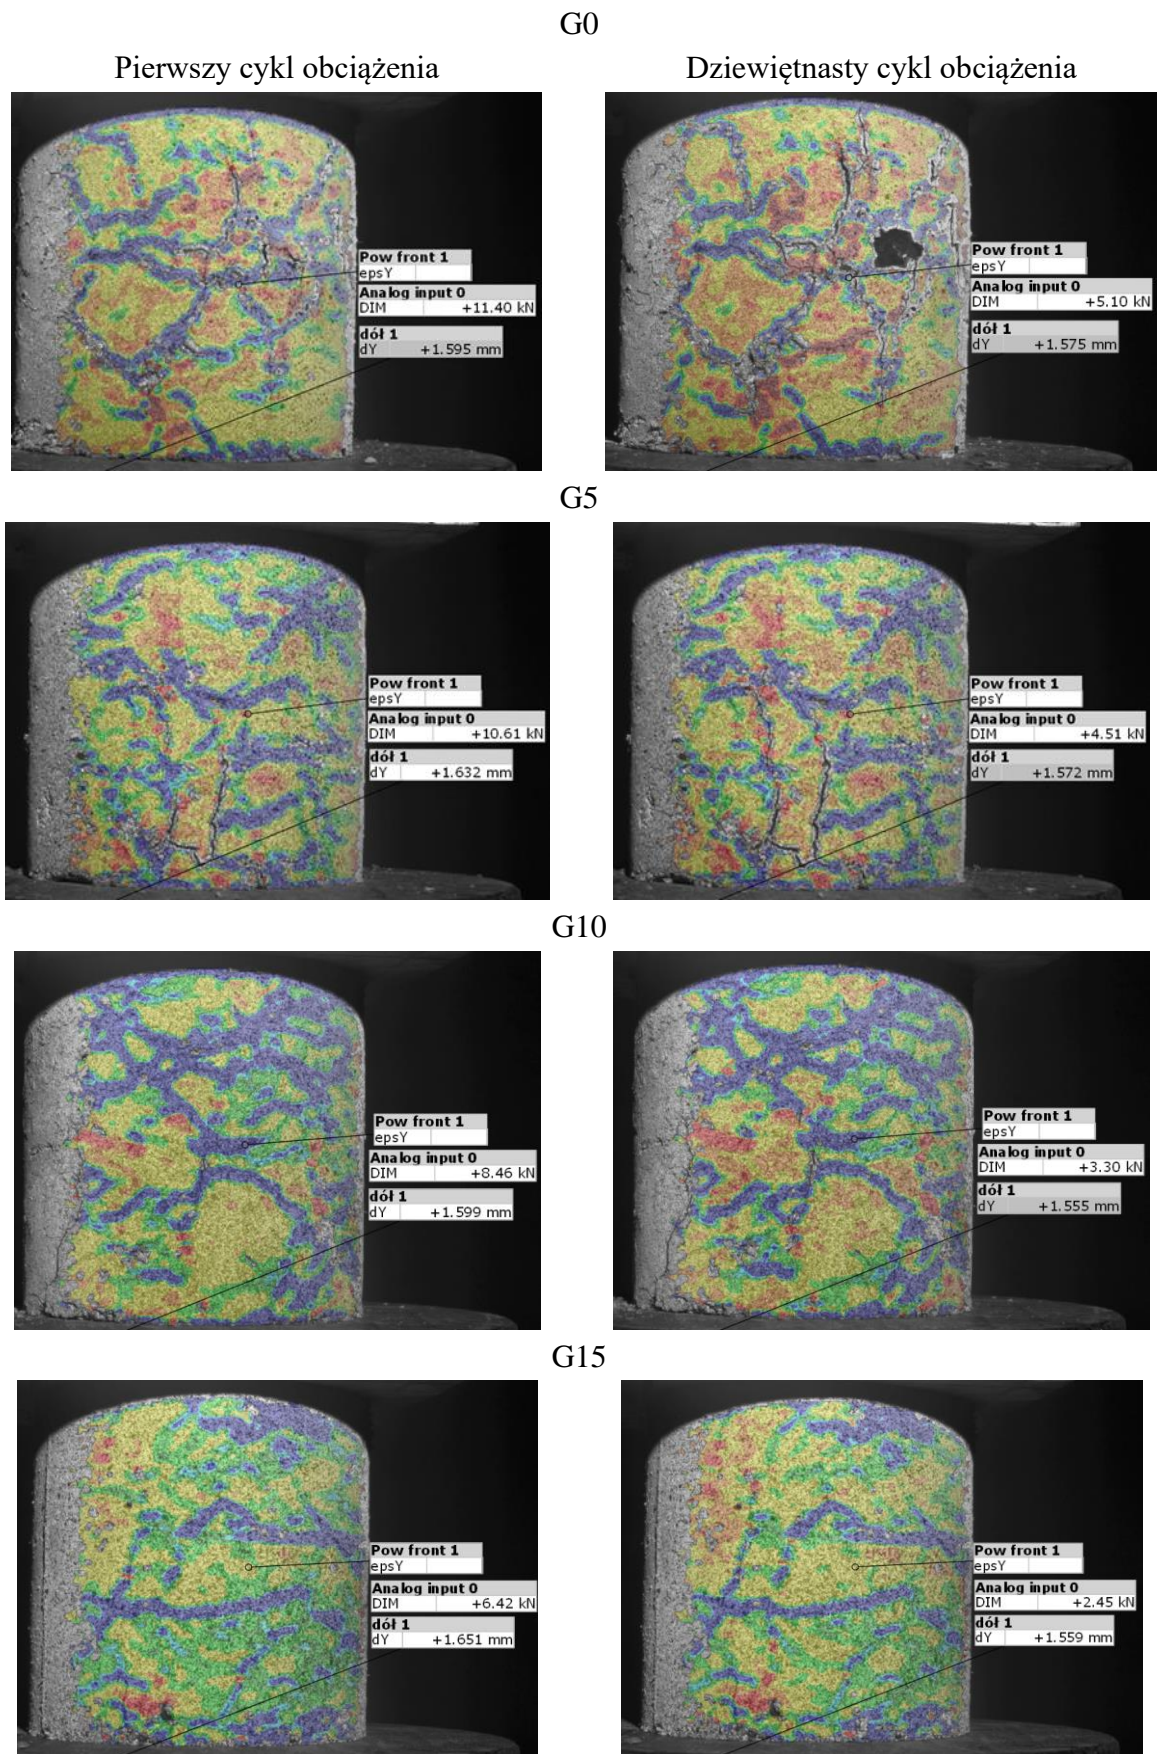 G0
Pierwszy cykl obciążenia
Dziewiętnasty cykl obciążenia
Pow front 1
epsY
Analog input 0
DIM +11.40 kN
dół 1
dY +1.595 mm
Pow front 1
epsY
Analog input 0
DIM +5.10 kN
dół 1
dY +1.575 mm
G5
Pow front 1
epsY
Analog input 0
DIM +10.61 kN
dół 1
dY +1.632 mm
Pow front 1
epsY
Analog input 0
DIM +4.51 kN
dół 1
dY +1.572 mm
G10
Pow front 1
epsY
Analog input 0
DIM +8.46 kN
dół 1
dY +1.599 mm
Pow front 1
epsY
Analog input 0
DIM +3.30 kN
dół 1
dY +1.555 mm
G15
Pow front 1
epsY
Analog input 0
DIM +6.42 kN
dół 1
dY +1.651 mm
Pow front 1
epsY
Analog input 0
DIM +2.45 kN
dół 1
dY +1.559 mm